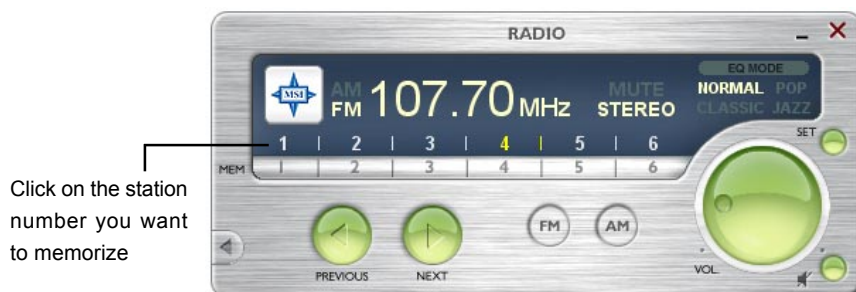 RADIO
EQ MODE
MSI
AM
FM 107.70 MHz
MUTE
STEREO
NORMAL POP
CLASSIC JAZZ
1 | 2 | 3 | 4 | 5 | 6
SET
MEM 1 | 2 | 3 | 4 | 5 | 6
Click on the station
number you want
to memorize
FM AM
PREVIOUS NEXT
VOL.